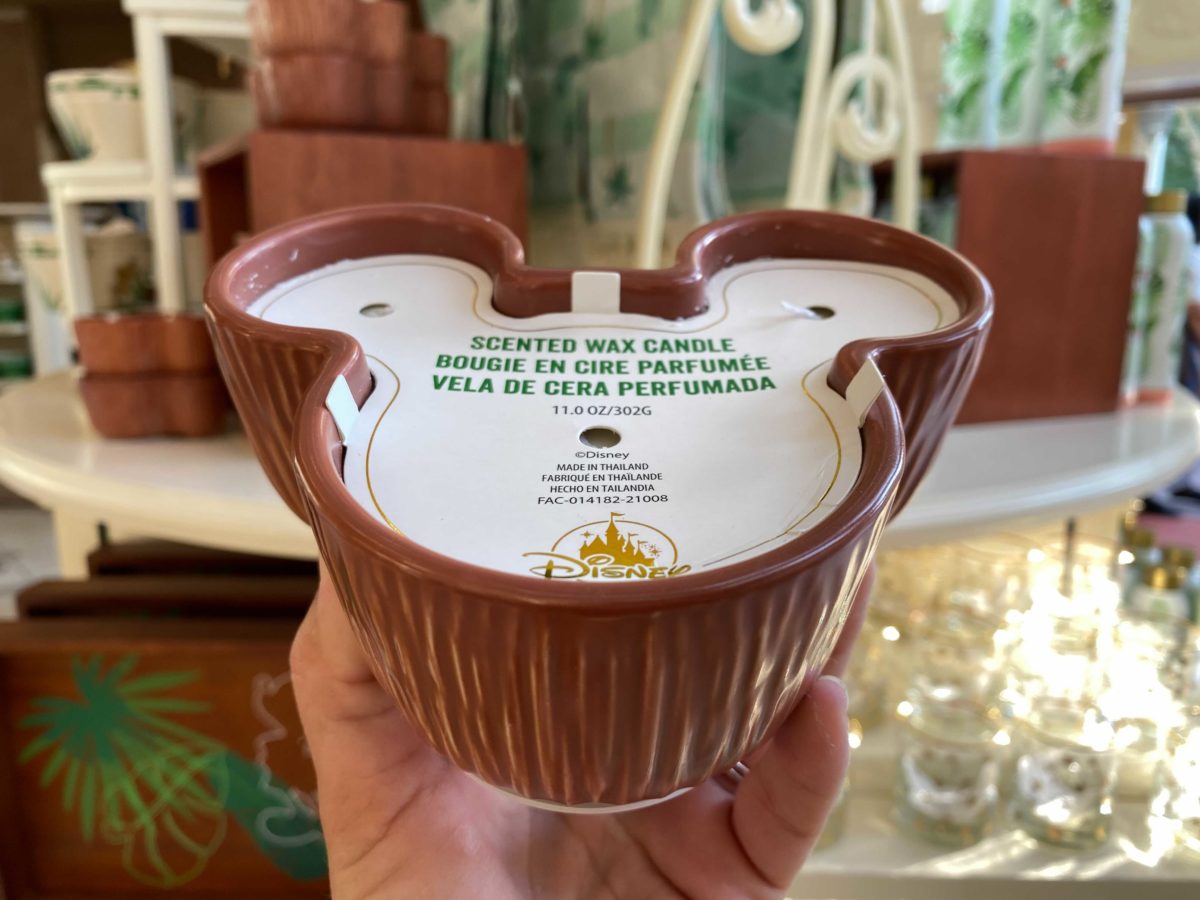 SCENTED WAX CANDLE
BOUGIE EN CIRE PARFUMÉE
VELA DE CERA PERFUMADA
11.0 OZ/302G
©Disney
MADE IN THAILAND
FABRIQUÉ EN THAÏLANDE
HECHO EN TAILANDIA
FAC-014182-21008
DISNEY